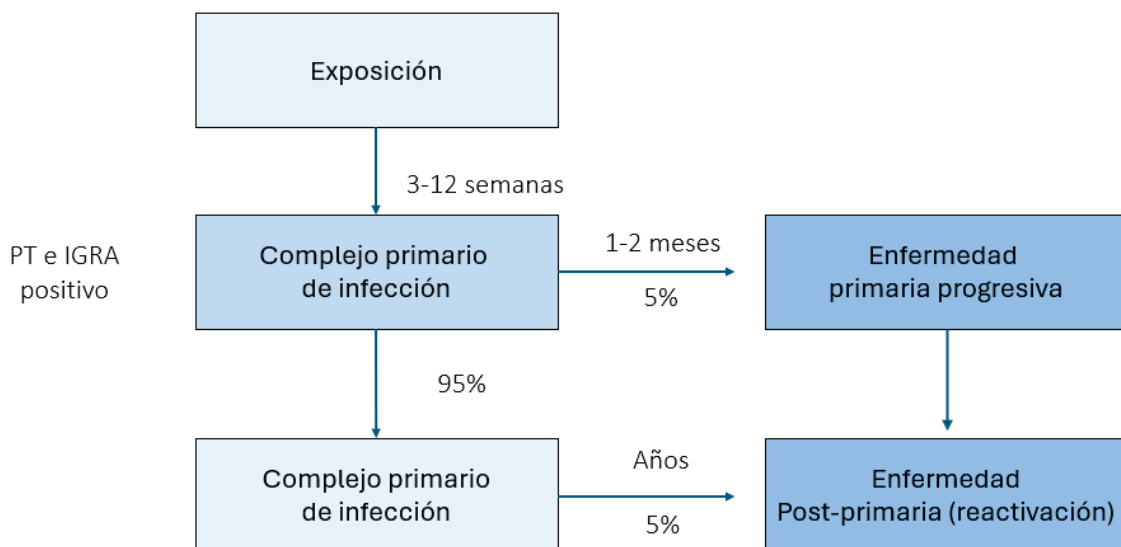 Exposición
3-12 semanas
PT e IGRA
positivo
Complejo primario
de infección
1-2 meses
5%
Enfermedad
primaria progresiva
95%
Complejo primario
de infección
Años
5%
Enfermedad
Post-primaria (reactivación)